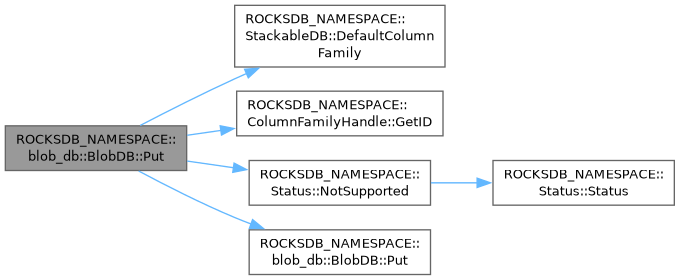 ROCKSDB_NAMESPACE::
StackableDB::DefaultColumn
Family
ROCKSDB_NAMESPACE::
ColumnFamilyHandle::GetID
ROCKSDB_NAMESPACE::
blob_db::BlobDB::Put
ROCKSDB_NAMESPACE::
Status::NotSupported
ROCKSDB_NAMESPACE::
Status::Status
ROCKSDB_NAMESPACE::
blob_db::BlobDB::Put